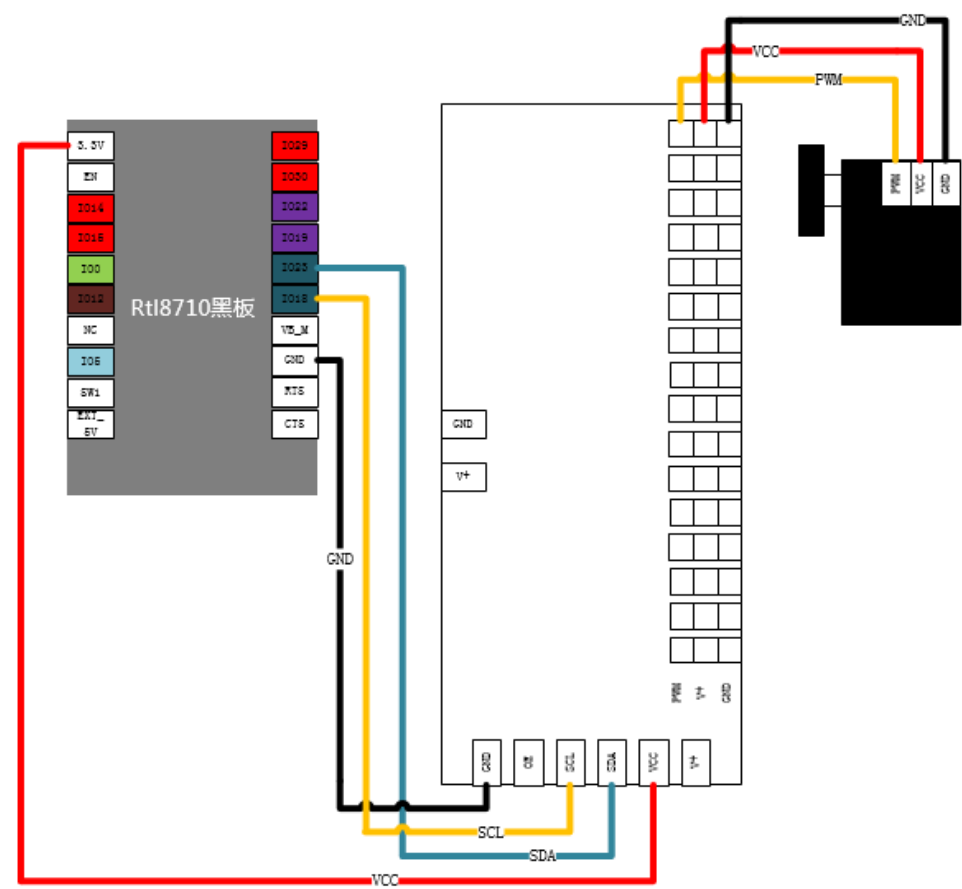 GND
VCC
PWM
3.3V
EN
IO14
IO15
IO0
IO12
NC
IO5
SW1
EXT_
5V
Rtl8710黑板
IO29
IO30
IO22
IO19
IO23
IO18
VB_M
GND
RTS
CTS
GND
V+
PWM
VCC
GND
GND
PWM
V+
GND
GND
OE
SCL
SDA
VCC
V+
SCL
SDA
VCC